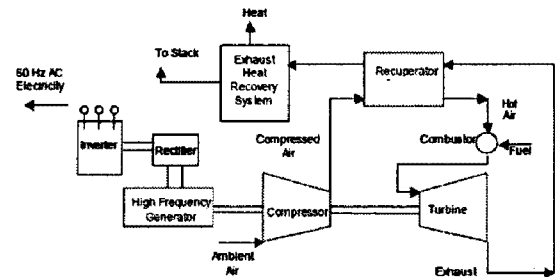 Heat
To Stack
Exhaust
Heat
Recovery
System
Recuperator
60 Hz AC
Electricity
Hot
Air
Compressed
Air
Combustor
Fuel
Inverter
Rectifier
High Frequency
Generator
Compressor
Turbine
Ambient
Air
Exhaust